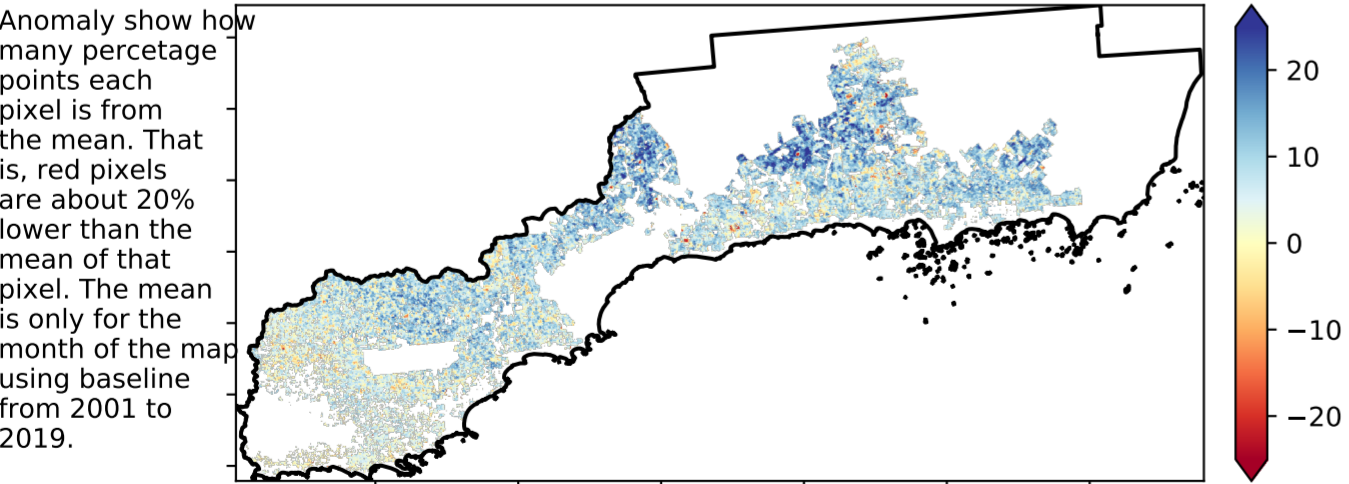 Anomaly show how
many percetage
points each
pixel is from
the mean. That
is, red pixels
are about 20%
lower than the
mean of that
pixel. The mean
is only for the
month of the map
using baseline
from 2001 to
2019.
20
10
0
−10
−20